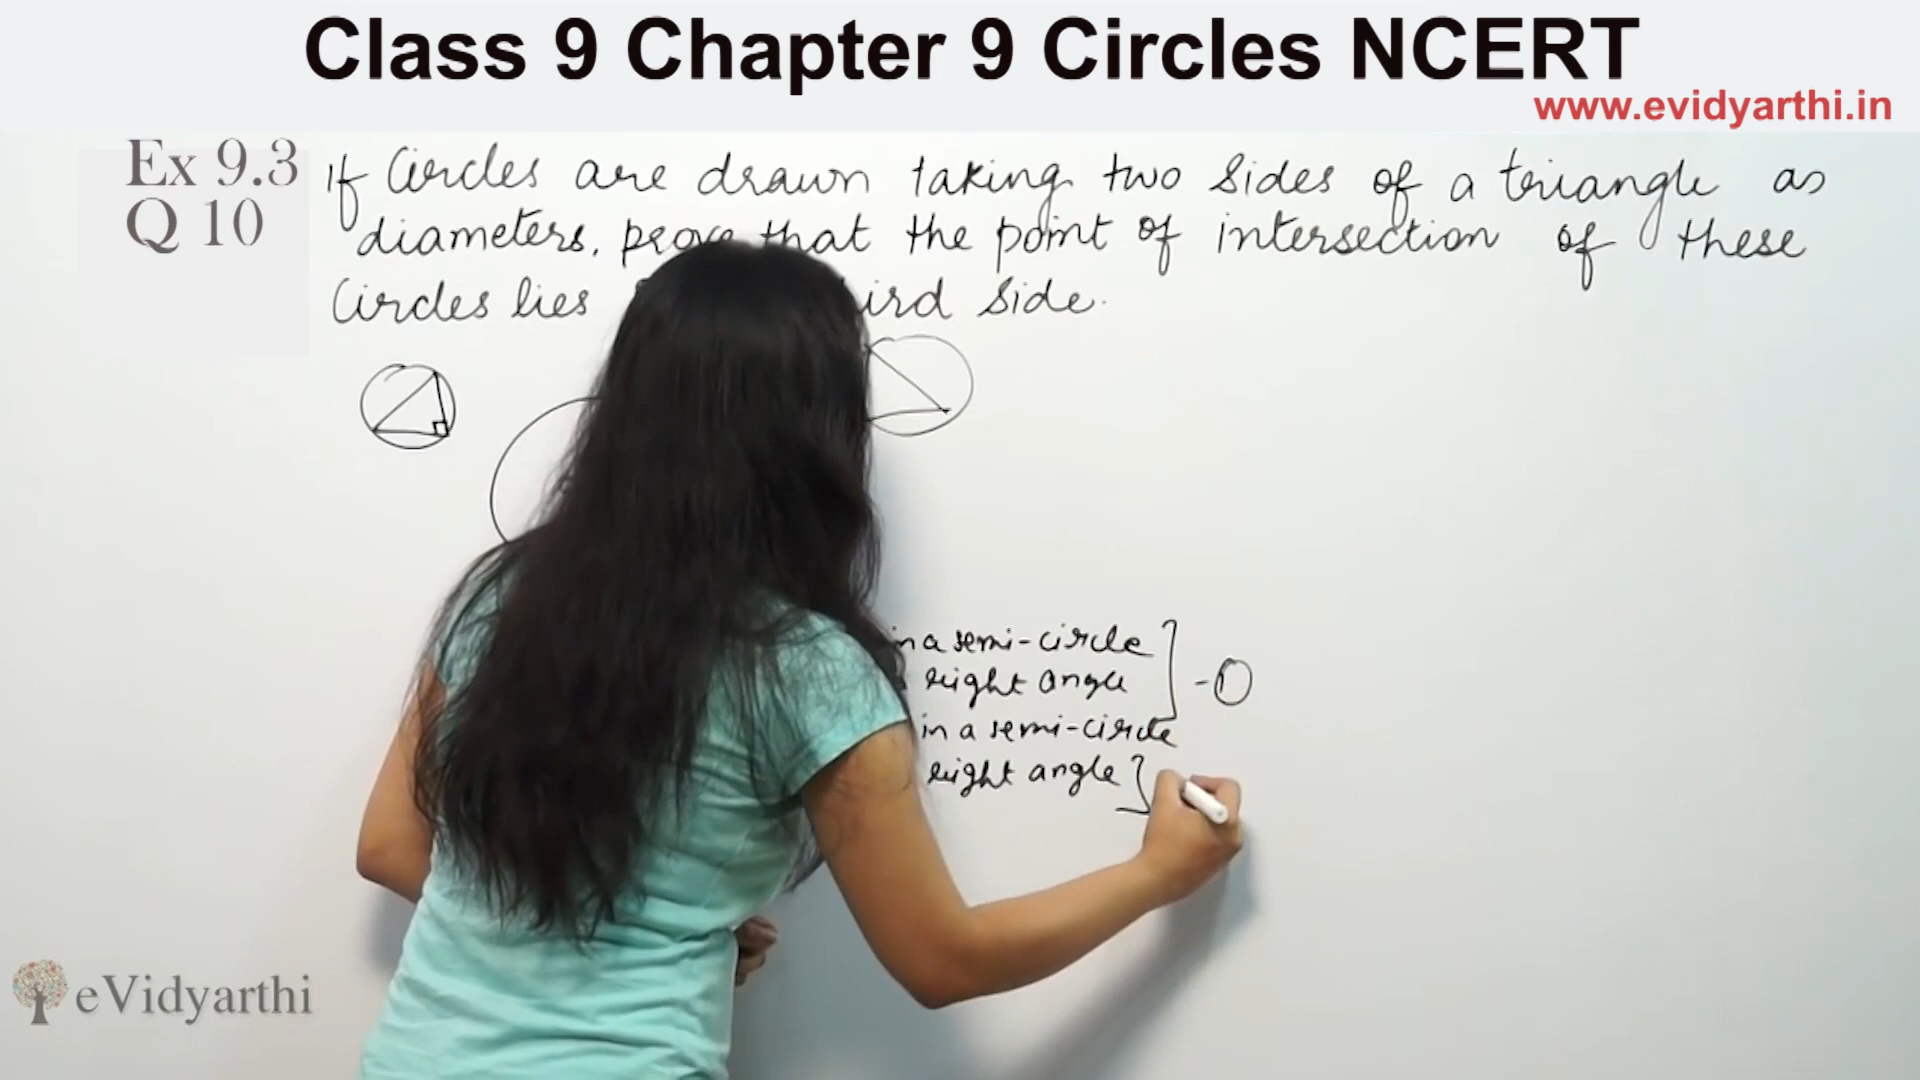 Class 9 Chapter 9 Circles NCERT
www.evidyarthi.in
Ex 9.3
Q 10
If Circles are drawn taking two sides of a triangle as
diameters, prove that the point of intersection of these
Circles lies side.
in a semi-circle
right angle
-①
in a semi-circle
right angle
eVidyarthi